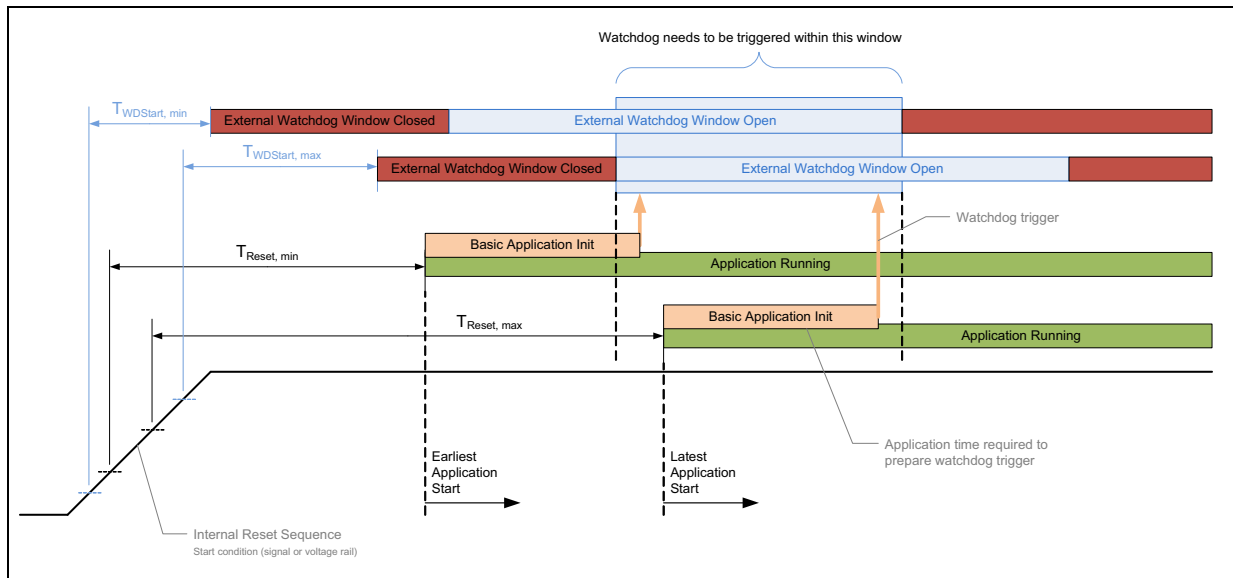 Watchdog needs to be triggered within this window
TWDStart, min
External Watchdog Window Closed
External Watchdog Window Open
TWDStart, max
External Watchdog Window Closed
External Watchdog Window Open
Watchdog trigger
Basic Application Init
TReset, min
Application Running
Basic Application Init
TReset, max
Application Running
Earliest
Application
Start
Latest
Application
Start
Application time required to
prepare watchdog trigger
Internal Reset Sequence
Start condition (signal or voltage rail)